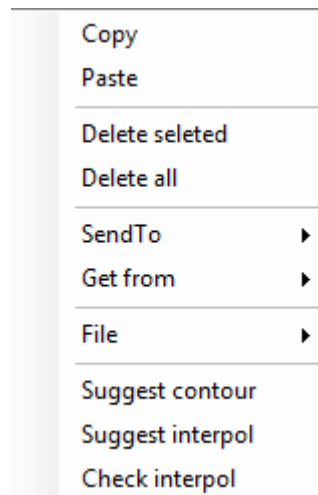 Copy
Paste
Delete seleted
Delete all
SendTo
Get from
File
Suggest contour
Suggest interpol
Check interpol